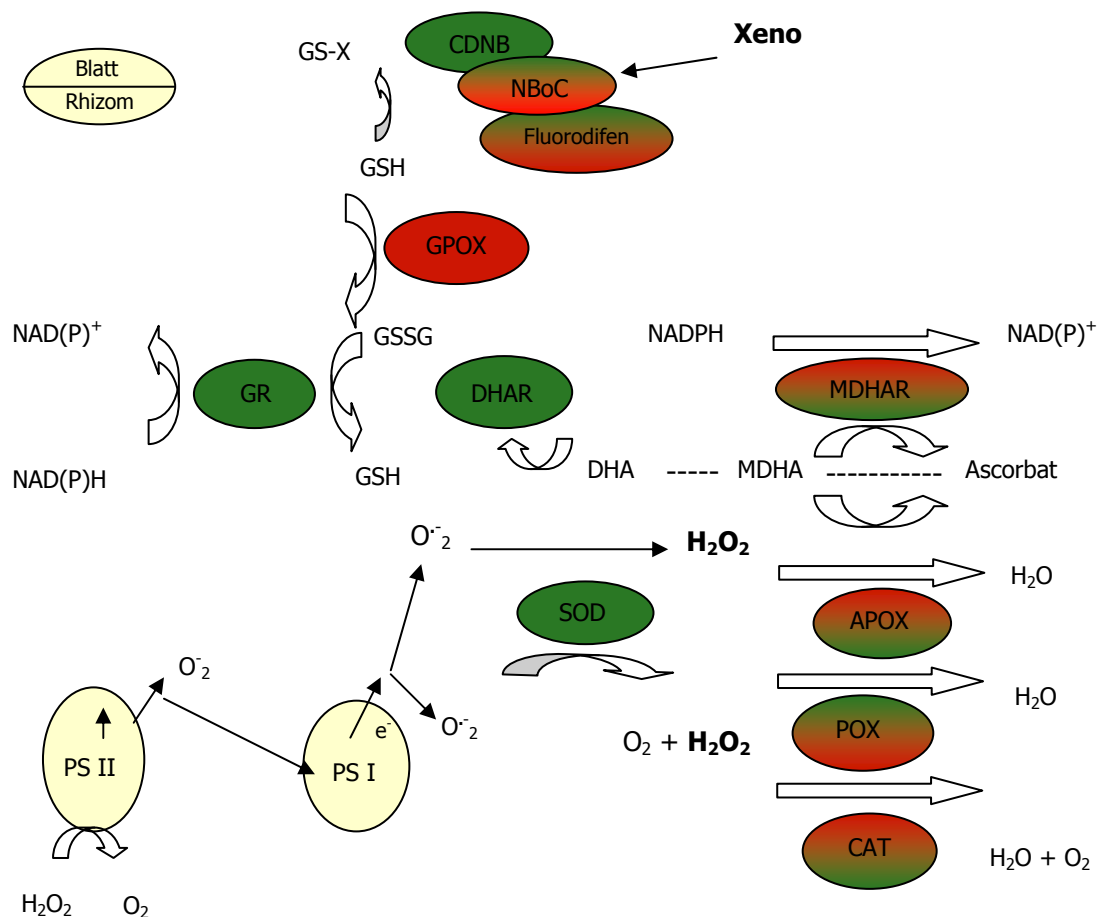 Xeno
GS-X
CDNB
Blatt
Rhizom
NBoC
Fluorodifen
GSH
GPOX
NAD(P)⁺
GSSG
NADPH
NAD(P)⁺
GR
DHAR
MDHAR
NAD(P)H
GSH
DHA ----- MDHA ------------- Ascorbat
O·⁻₂
H₂O₂
H₂O
SOD
APOX
O⁻₂
H₂O
e⁻
O·⁻₂
PS II
PS I
O₂ + H₂O₂
POX
CAT
H₂O + O₂
H₂O₂
O₂